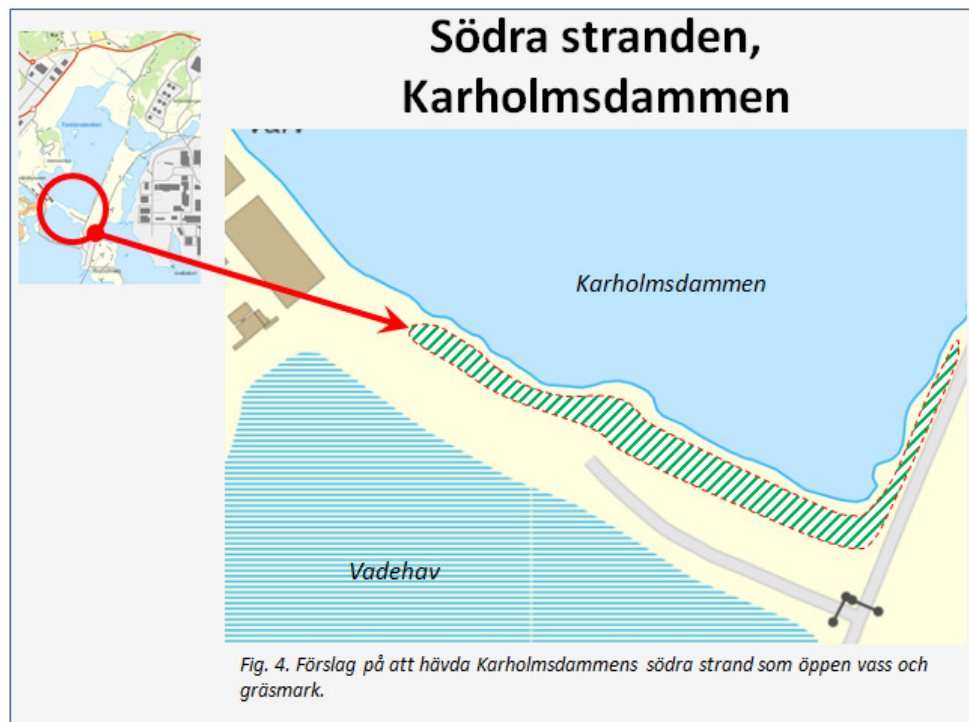 Södra stranden,
Karholmsdammen
Karholmsdammen
Vadehav
Fig. 4. Förslag på att hävda Karholmsdammens södra strand som öppen vass och
gräsmark.